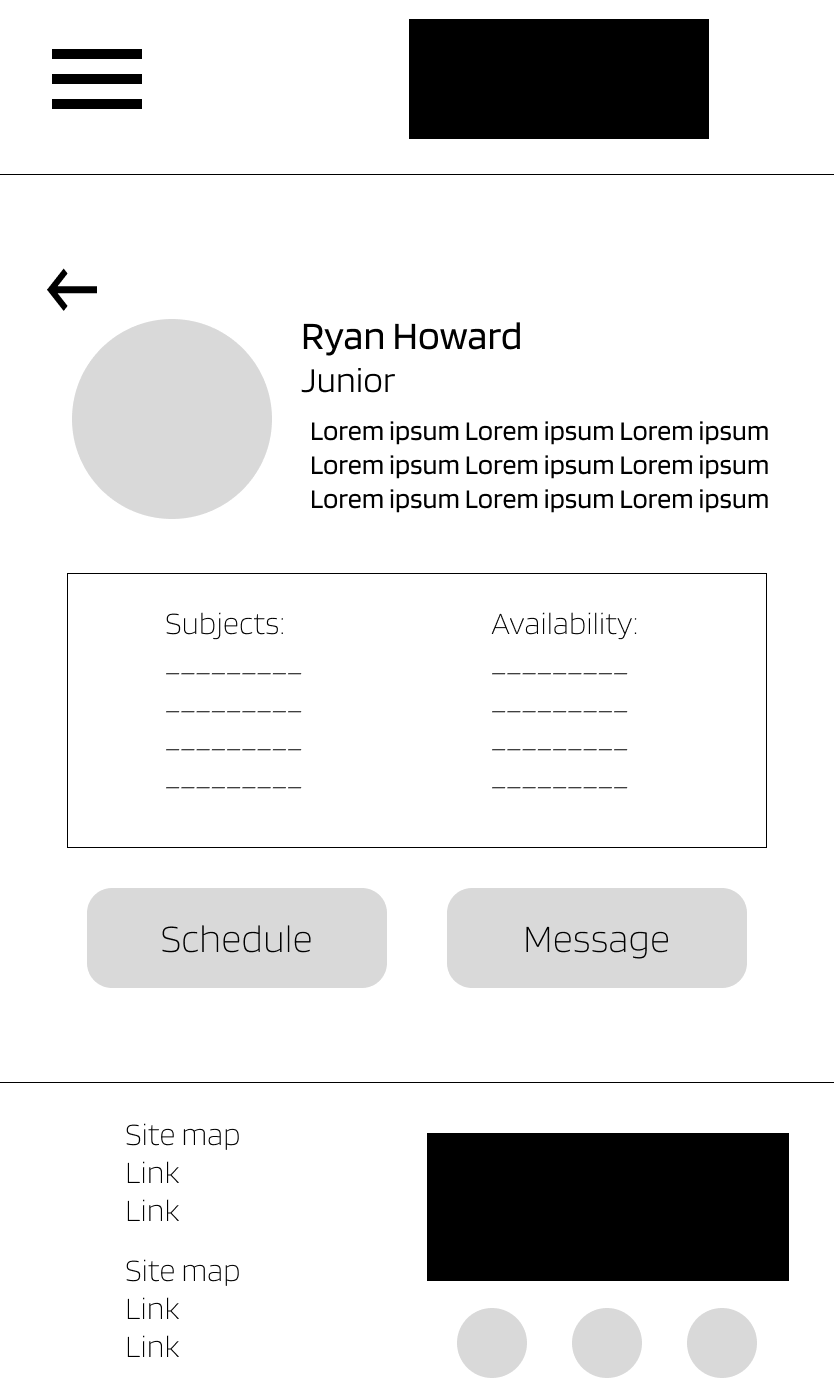 Ryan Howard
Junior
Lorem ipsum Lorem ipsum Lorem ipsum
Lorem ipsum Lorem ipsum Lorem ipsum
Lorem ipsum Lorem ipsum Lorem ipsum
Subjects:
_________
_________
_________
_________
Availability:
_________
_________
_________
_________
Schedule
Message
Site map
Link
Link
Site map
Link
Link